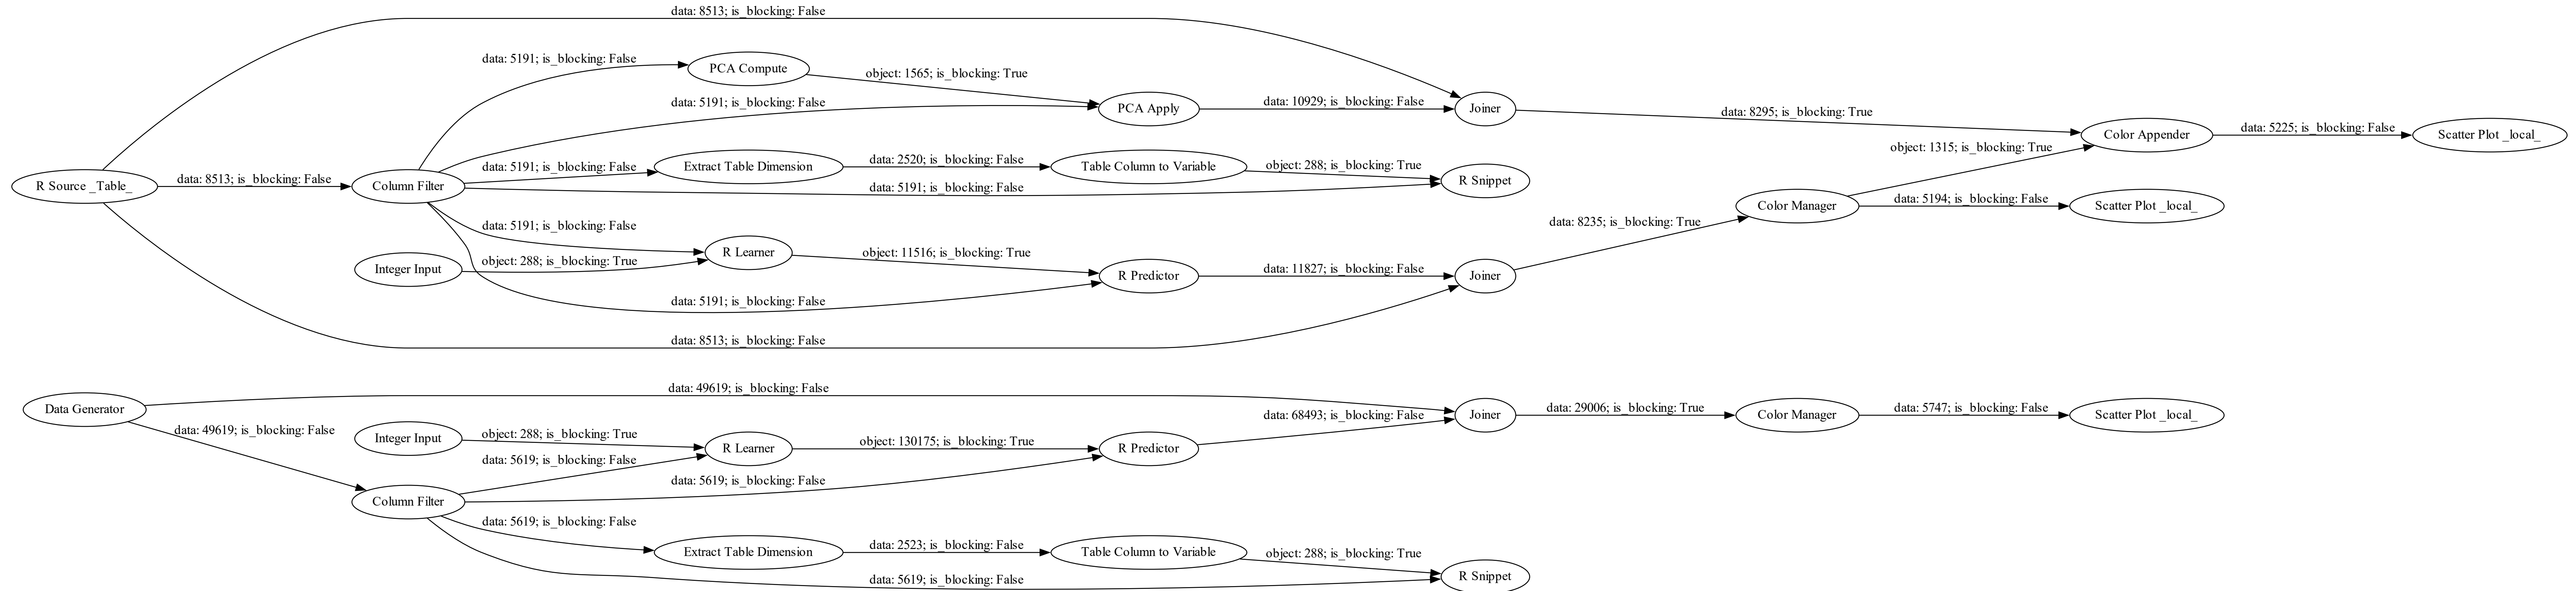 data: 8513; is_blocking: False
data: 5191; is_blocking: False
PCA Compute
object: 1565; is_blocking: True
data: 5191; is_blocking: False
PCA Apply
data: 10929; is_blocking: False
Joiner
data: 8295; is_blocking: True
Color Appender
data: 5225; is_blocking: False
Scatter Plot _local_
object: 1315; is_blocking: True
R Source _Table_
data: 8513; is_blocking: False
Column Filter
data: 5191; is_blocking: False
Extract Table Dimension
data: 2520; is_blocking: False
Table Column to Variable
object: 288; is_blocking: True
R Snippet
data: 5191; is_blocking: False
Color Manager
data: 5194; is_blocking: False
Scatter Plot _local_
data: 5191; is_blocking: False
R Learner
object: 11516; is_blocking: True
data: 8235; is_blocking: True
Integer Input
object: 288; is_blocking: True
R Predictor
data: 11827; is_blocking: False
Joiner
data: 5191; is_blocking: False
data: 8513; is_blocking: False
data: 49619; is_blocking: False
Data Generator
data: 49619; is_blocking: False
Integer Input
object: 288; is_blocking: True
R Learner
object: 130175; is_blocking: True
R Predictor
data: 68493; is_blocking: False
Joiner
data: 29006; is_blocking: True
Color Manager
data: 5747; is_blocking: False
Scatter Plot _local_
data: 5619; is_blocking: False
data: 5619; is_blocking: False
Column Filter
data: 5619; is_blocking: False
Extract Table Dimension
data: 2523; is_blocking: False
Table Column to Variable
object: 288; is_blocking: True
R Snippet
data: 5619; is_blocking: False